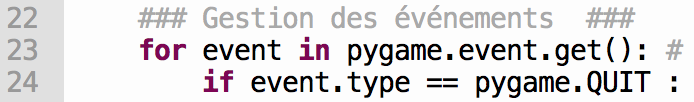 22 ### Gestion des événements ###
23 for event in pygame.event.get(): #
24 if event.type == pygame.QUIT :